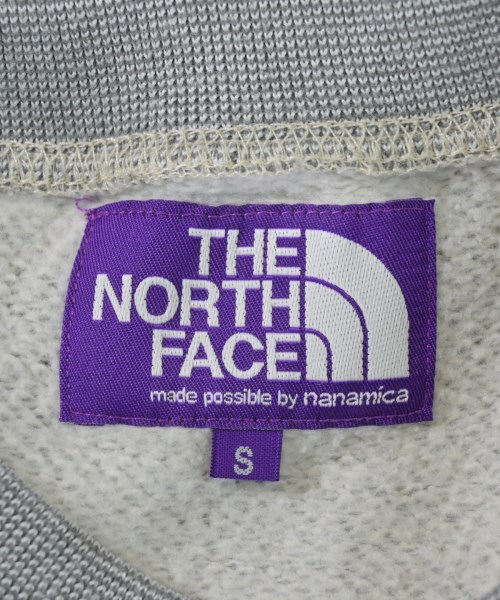 THE
NORTH
FACE
made possible by nanamica
S